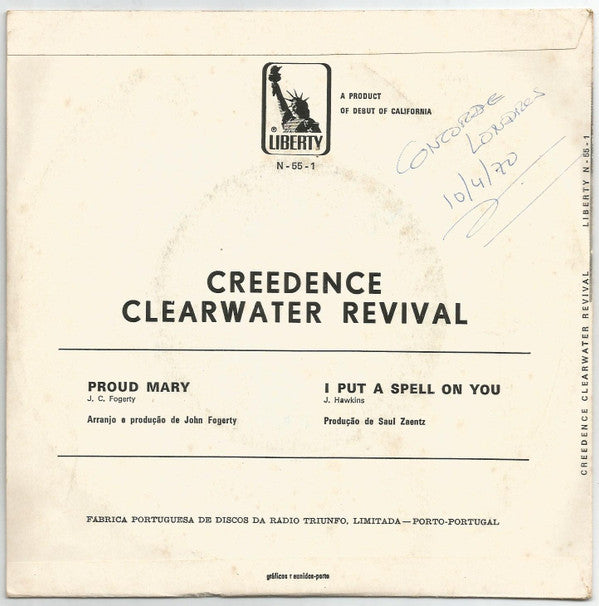 ® LIBERTY
N-55-1
A PRODUCT
OF DEBUT OF CALIFORNIA
CONCORDE
LONDRES
10/4/70
CREEDENCE
CLEARWATER REVIVAL
PROUD MARY
J. C. Fogerty
Arranjo e produção de John Fogerty
I PUT A SPELL ON YOU
J. Hawkins
Produção de Saul Zaentz
FABRICA PORTUGUESA DE DISCOS DA RADIO TRIUNFO, LIMITADA — PORTO-PORTUGAL
gráficos reunidos-porto
CREEDENCE CLEARWATER REVIVAL LIBERTY N-55-1